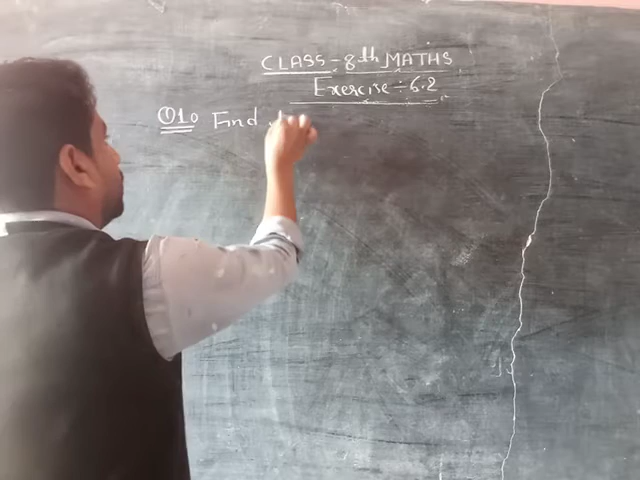 CLASS-8th MATHS
Exercise ÷ 6.2
Q1. Find